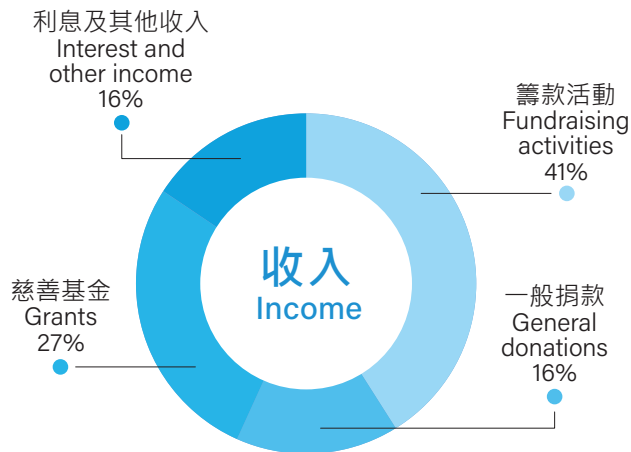 利息及其他收入
Interest and
other income
16%
籌款活動
Fundraising
activities
41%
收入
Income
慈善基金
Grants
27%
一般捐款
General
donations
16%